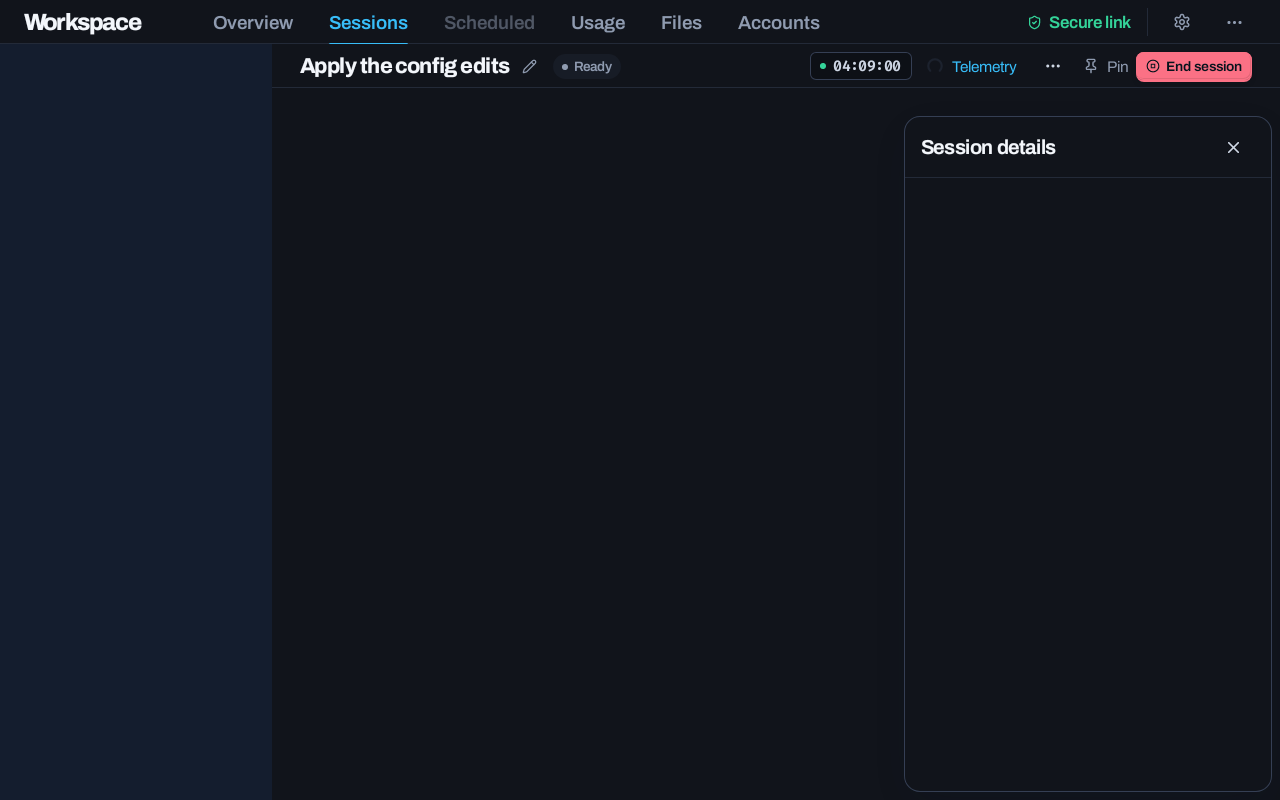 Workspace Overview Sessions Scheduled Usage Files Accounts Secure link
Apply the config edits Ready 04:09:00 Telemetry Pin End session
Session details